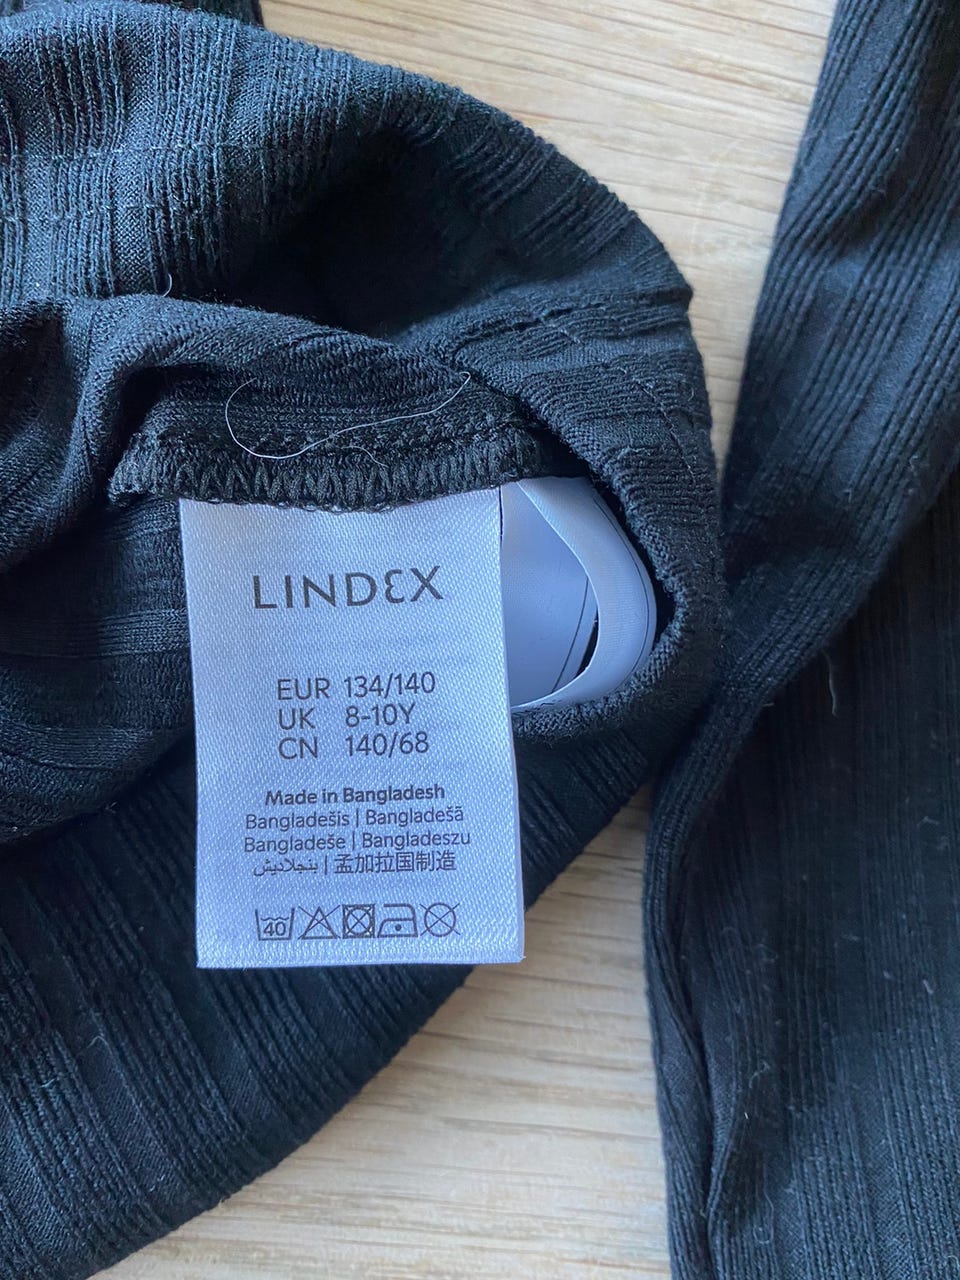 LINDEX
EUR 134/140
UK 8-10Y
CN 140/68
Made in Bangladesh
Bangladešis | Bangladešā
Bangladeše | Bangladeszu
بنجلاديش | 孟加拉国制造
40